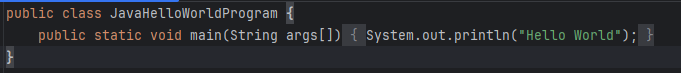 public class JavaHelloWorldProgram {
public static void main(String args[]) { System.out.println("Hello World"); }
}